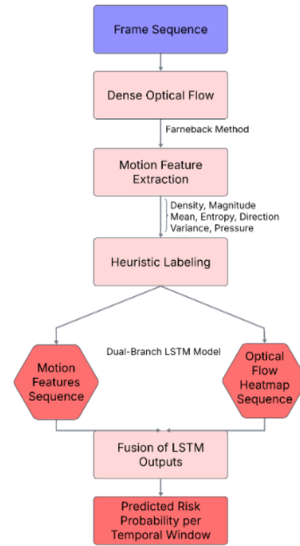 Frame Sequence
Dense Optical Flow
Farneback Method
Motion Feature
Extraction
Density, Magnitude
Mean, Entropy, Direction
Variance, Pressure
Heuristic Labeling
Dual-Branch LSTM Model
Motion
Features
Sequence
Optical
Flow
Heatmap
Sequence
Fusion of LSTM
Outputs
Predicted Risk
Probability per
Temporal Window